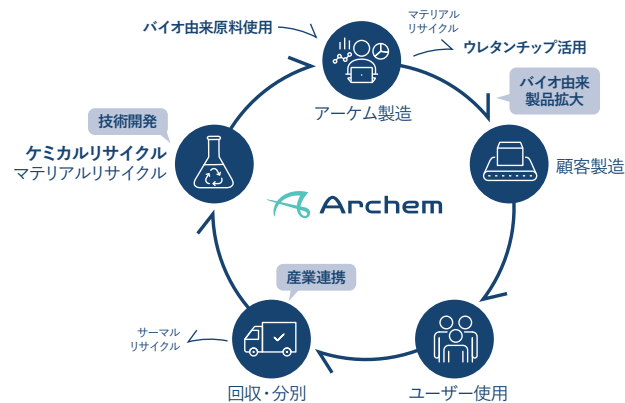 バイオ由来原料使用
マテリアル
リサイクル
ウレタンチップ活用
アーケム製造
バイオ由来
製品拡大
顧客製造
技術開発
ケミカルリサイクル
マテリアルリサイクル
Archem
産業連携
サーマル
リサイクル
回収・分別
ユーザー使用